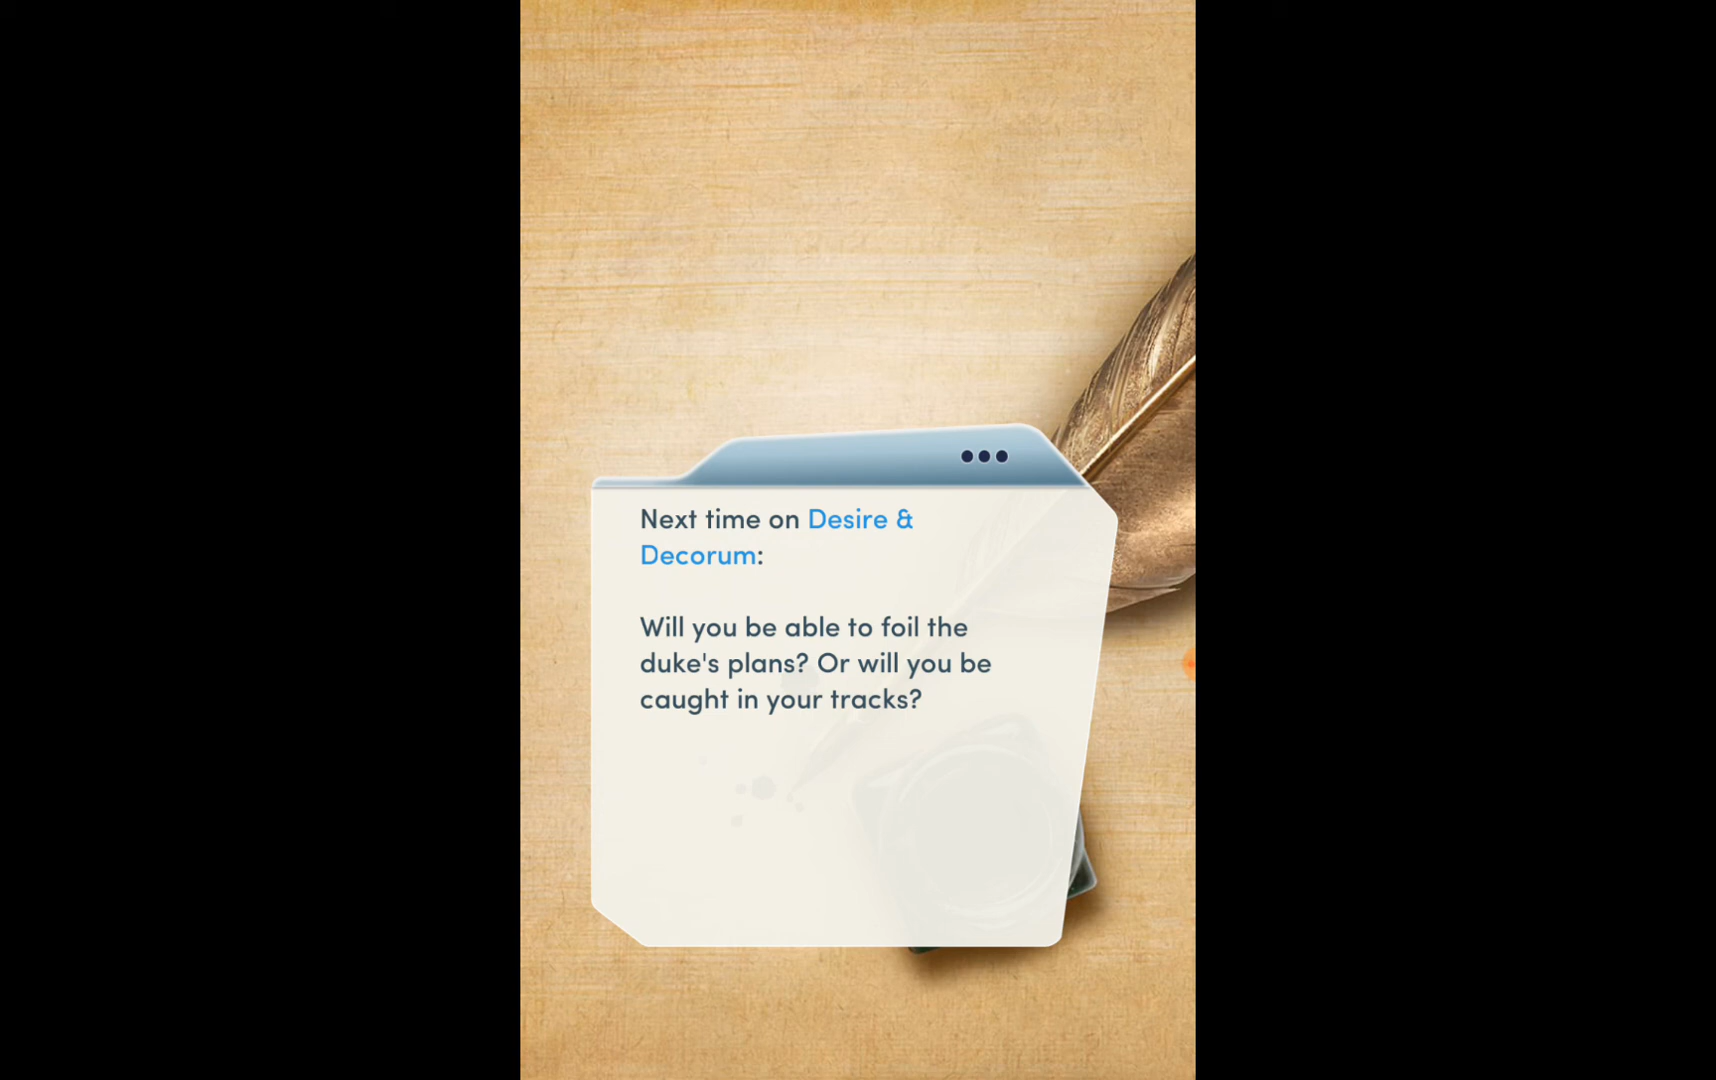 Next time on Desire &
Decorum:
Will you be able to foil the
duke's plans? Or will you be
caught in your tracks?